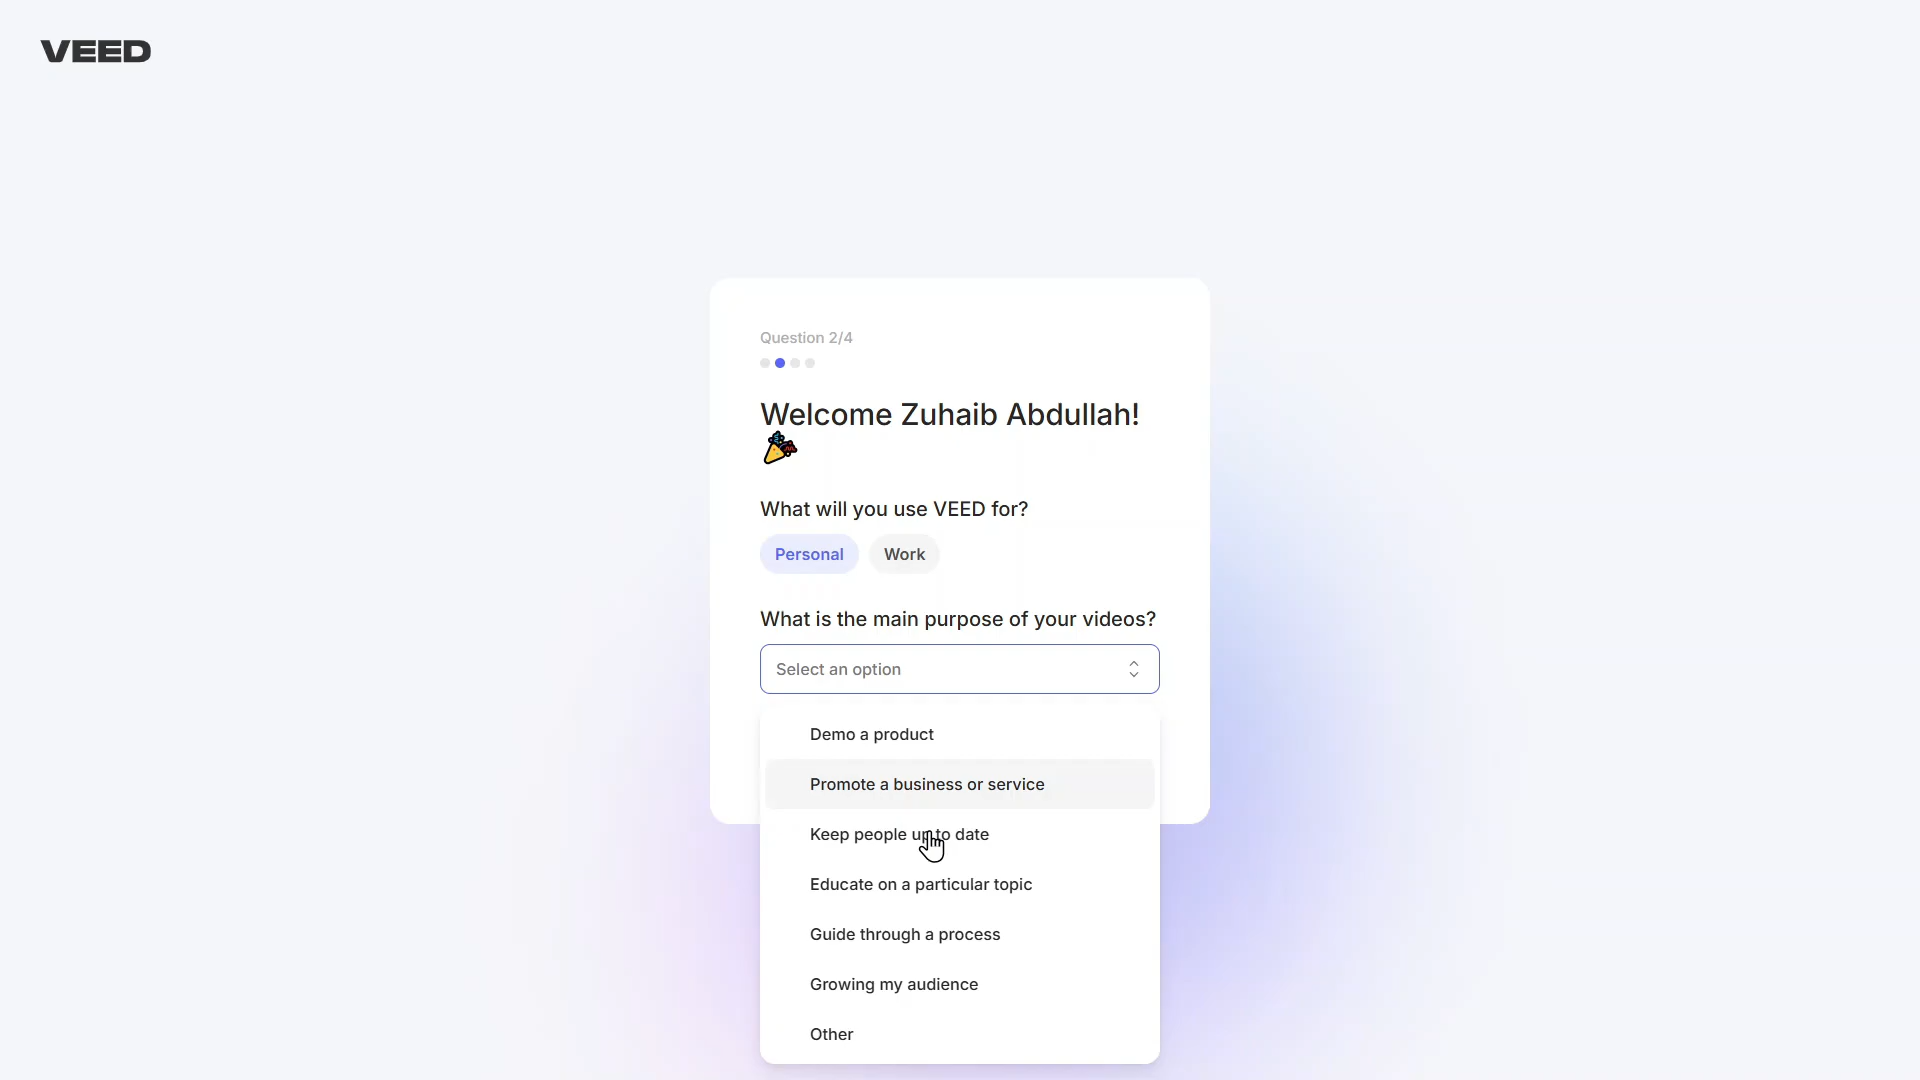 VEED
Question 2/4
Welcome Zuhaib Abdullah!
What will you use VEED for?
Personal
Work
What is the main purpose of your videos?
Select an option
Demo a product
Promote a business or service
Keep people up to date
Educate on a particular topic
Guide through a process
Growing my audience
Other